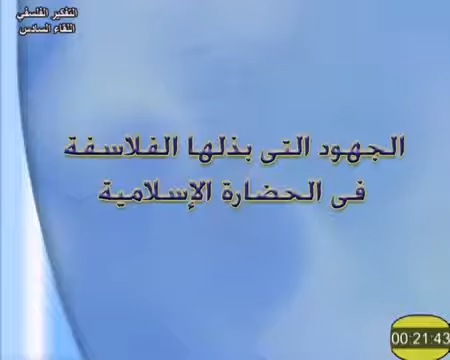 التفكير الفلسفي
اللقاء السادس
الجهود التى بذلها الفلاسفة
فى الحضارة الإسلامية
00:21:43